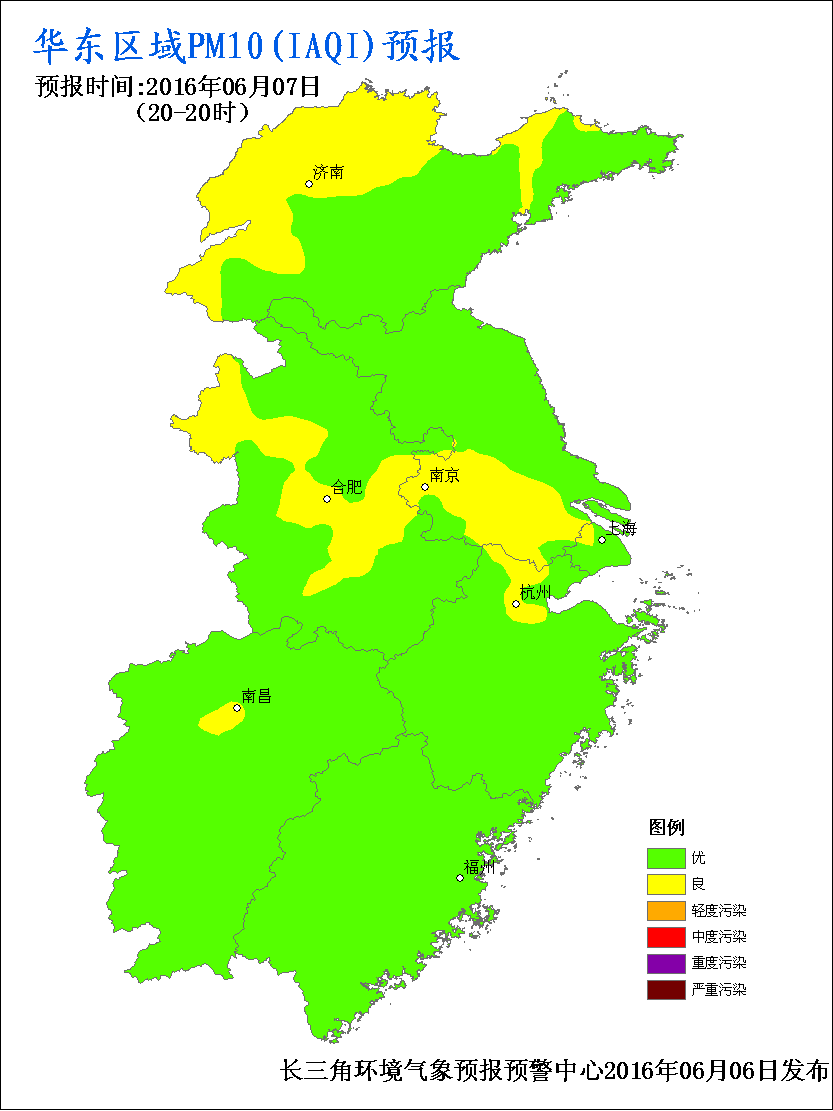 华东区域PM10(IAQI)预报
预报时间:2016年06月07日
(20-20时)
济南
合肥
南京
上海
杭州
南昌
福州
图例
优
良
轻度污染
中度污染
重度污染
严重污染
长三角环境气象预报预警中心2016年06月06日发布